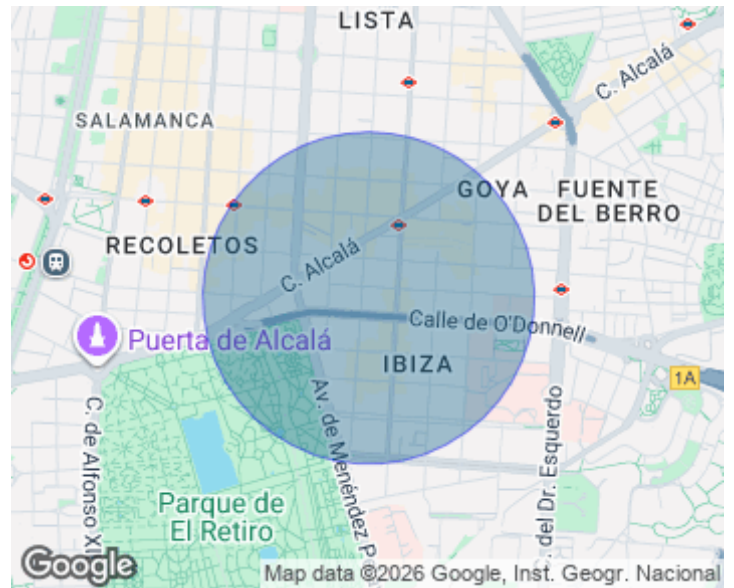 LISTA
C. Alcalá
SALAMANCA
GOYA
FUENTE
DEL BERRO
RECOLETOS
C. Alcalá
Calle de O'Donnell
Puerta de Alcalá
IBIZA
1A
Av. de Menéndez P
C. de Alfonso XII
. del Dr. Esquerdo
Parque de
El Retiro
Google
Map data ©2026 Google, Inst. Geogr. Nacional